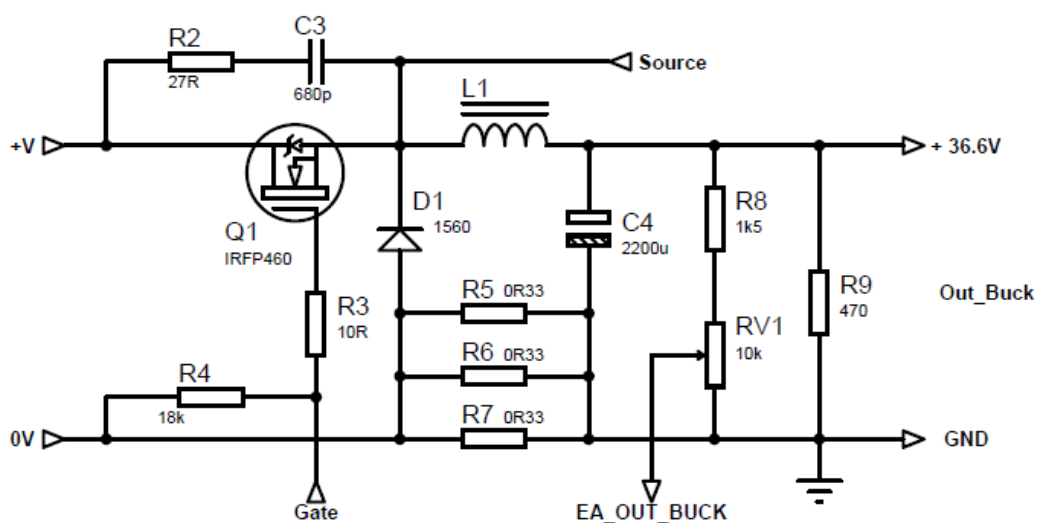 R2
27R
C3
680p
Source
L1
+V
+ 36.6V
Q1
IRFP460
D1
1560
C4
2200u
R8
1k5
R9
470
Out_Buck
R3
10R
R5 0R33
R6 0R33
RV1
10k
R4
18k
R7 0R33
0V
GND
Gate
EA_OUT_BUCK